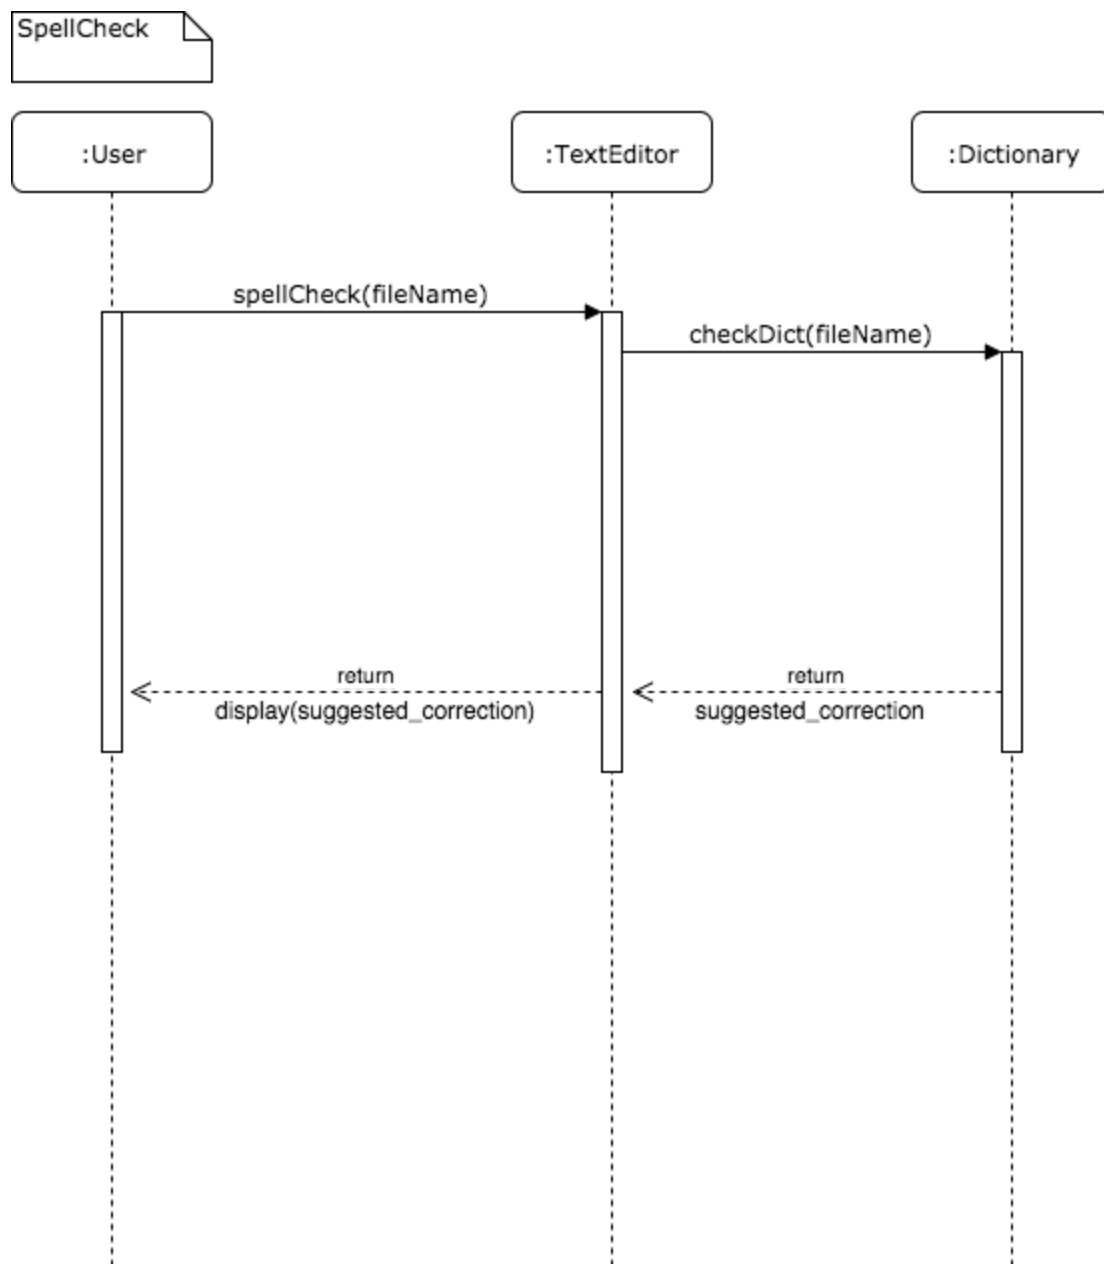 SpellCheck
:User
:TextEditor
:Dictionary
spellCheck(fileName)
checkDict(fileName)
return
display(suggested_correction)
return
suggested_correction